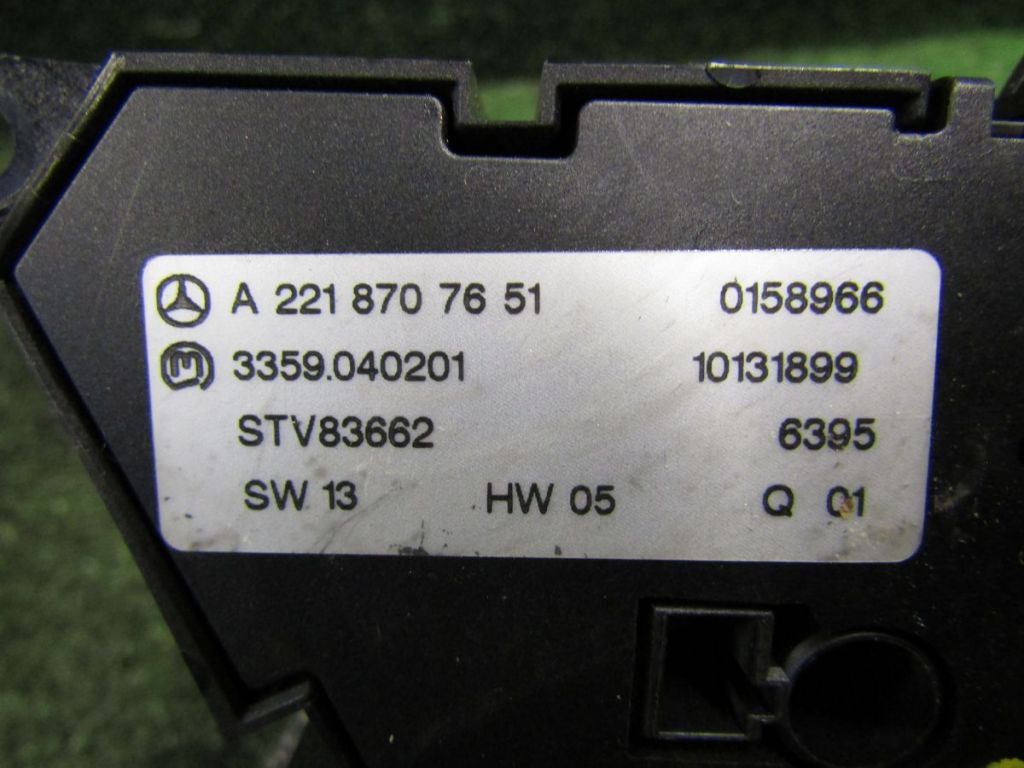 A 221 870 76 51 0158966
3359.040201 10131899
STV83662 6395
SW 13 HW 05 Q 01